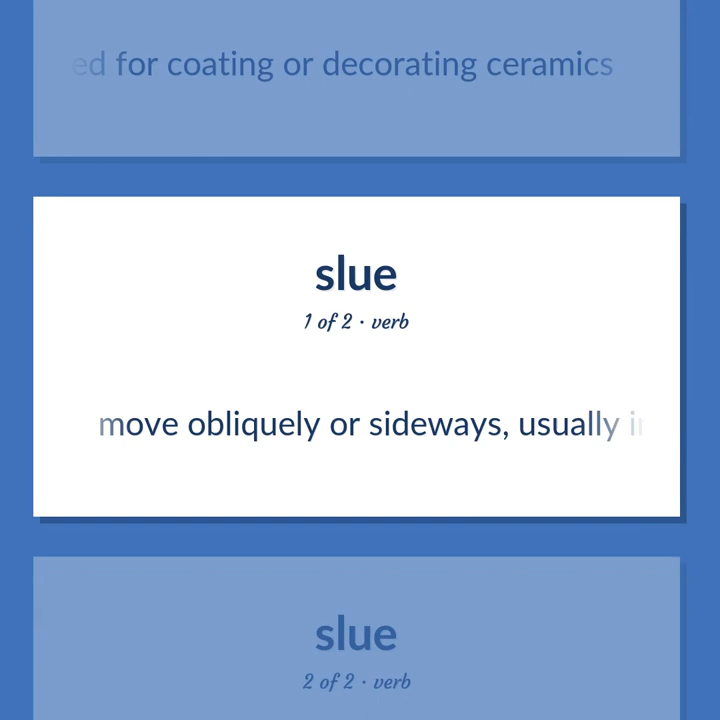 for coating or decorating ceramics
slue
1 of 2 · verb
move obliquely or sideways, usually
slue
2 of 2 · verb